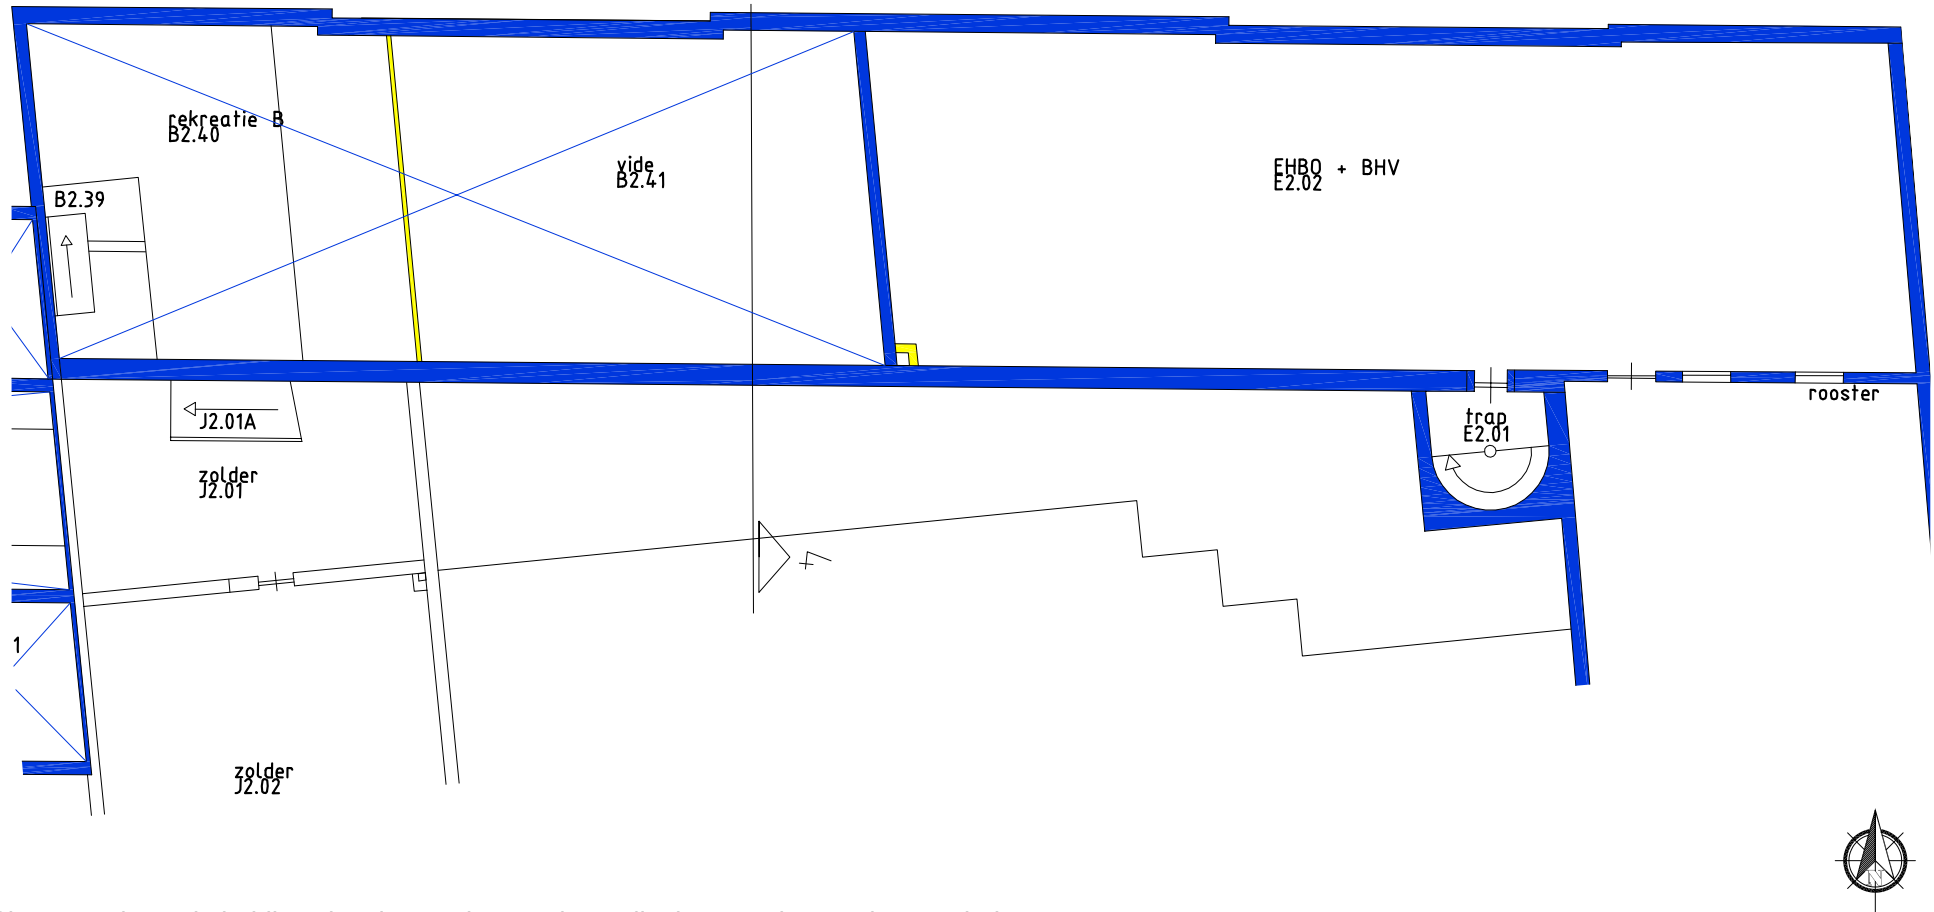 rekreatie B
B2.40
vide
B2.41
EHBO + BHV
E2.02
B2.39
rooster
trap
E2.01
J2.01A
zolder
J2.01
4
1
zolder
J2.02
N